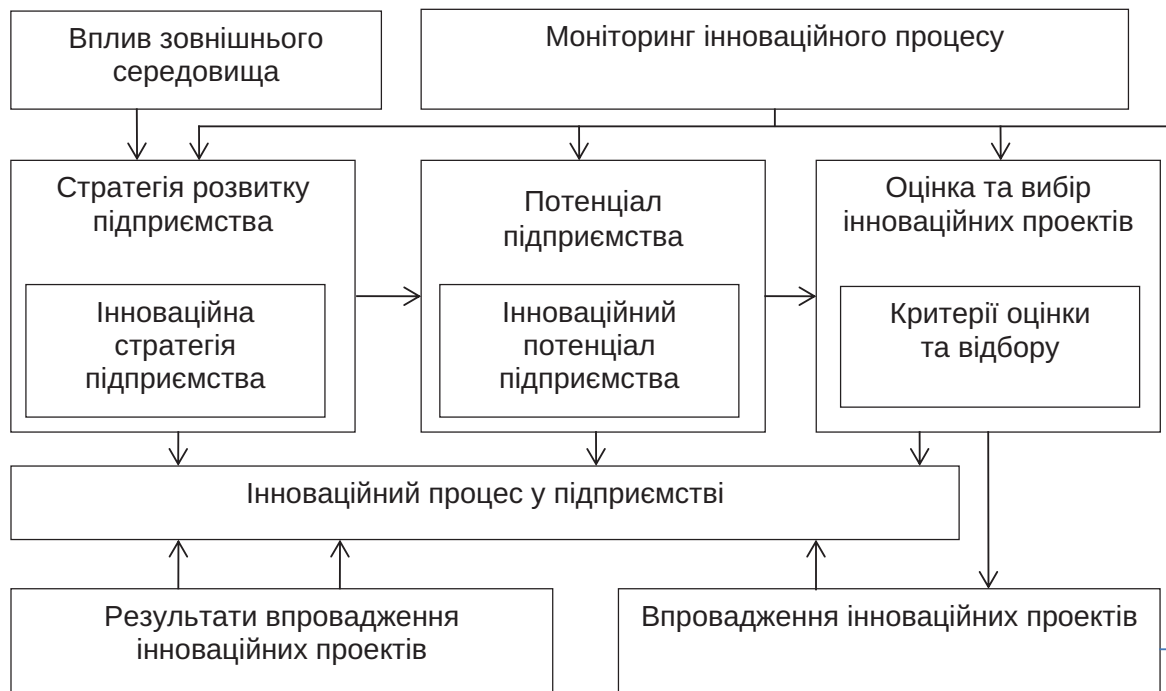 Вплив зовнішнього
середовища
Моніторинг інноваційного процесу
Стратегія розвитку
підприємства
Інноваційна
стратегія
підприємства
Потенціал
підприємства
Інноваційний
потенціал
підприємства
Оцінка та вибір
інноваційних проектів
Критерії оцінки
та відбору
Інноваційний процес у підприємстві
Результати впровадження
інноваційних проектів
Впровадження інноваційних проектів